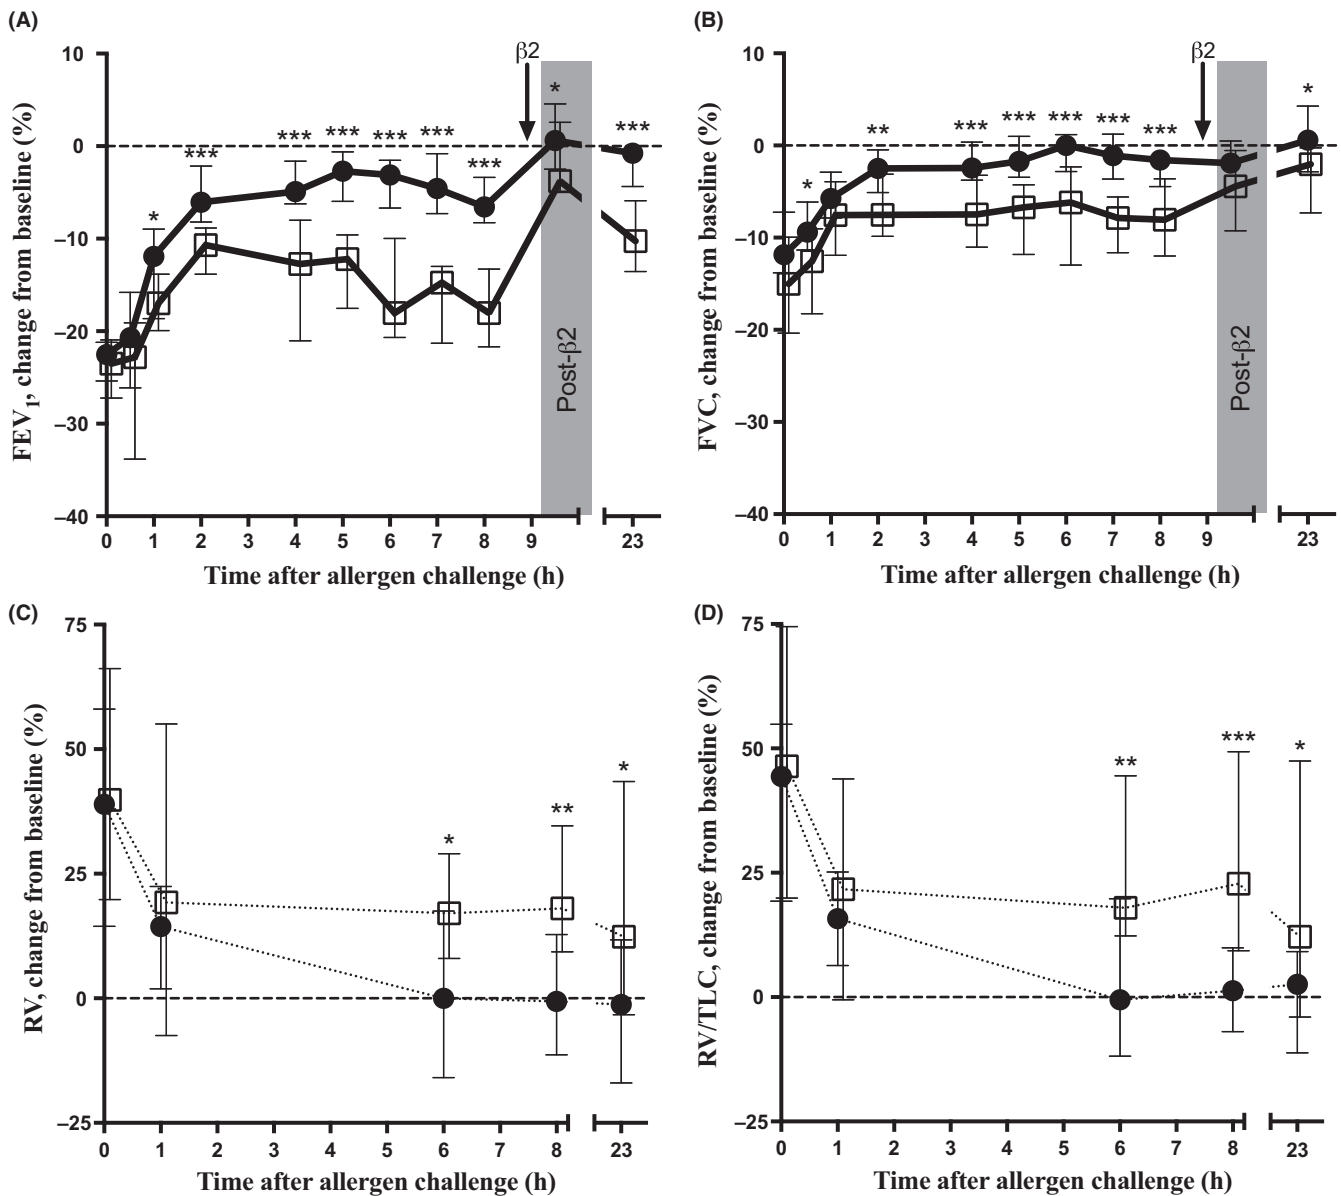 (A)
FEV1, change from baseline (%)
10
0
–10
–20
–30
–40
*
***
***
***
***
***
***
β2
*
***
Post-β2
0 1 2 3 4 5 6 7 8 9 23
Time after allergen challenge (h)
(B)
FVC, change from baseline (%)
10
0
–10
–20
–30
–40
*
**
***
***
***
***
***
β2
*
Post-β2
0 1 2 3 4 5 6 7 8 9 23
Time after allergen challenge (h)
(C)
RV, change from baseline (%)
75
50
25
0
–25
*
**
*
0 1 2 3 4 5 6 7 8 23
Time after allergen challenge (h)
(D)
RV/TLC, change from baseline (%)
75
50
25
0
–25
**
***
*
0 1 2 3 4 5 6 7 8 23
Time after allergen challenge (h)